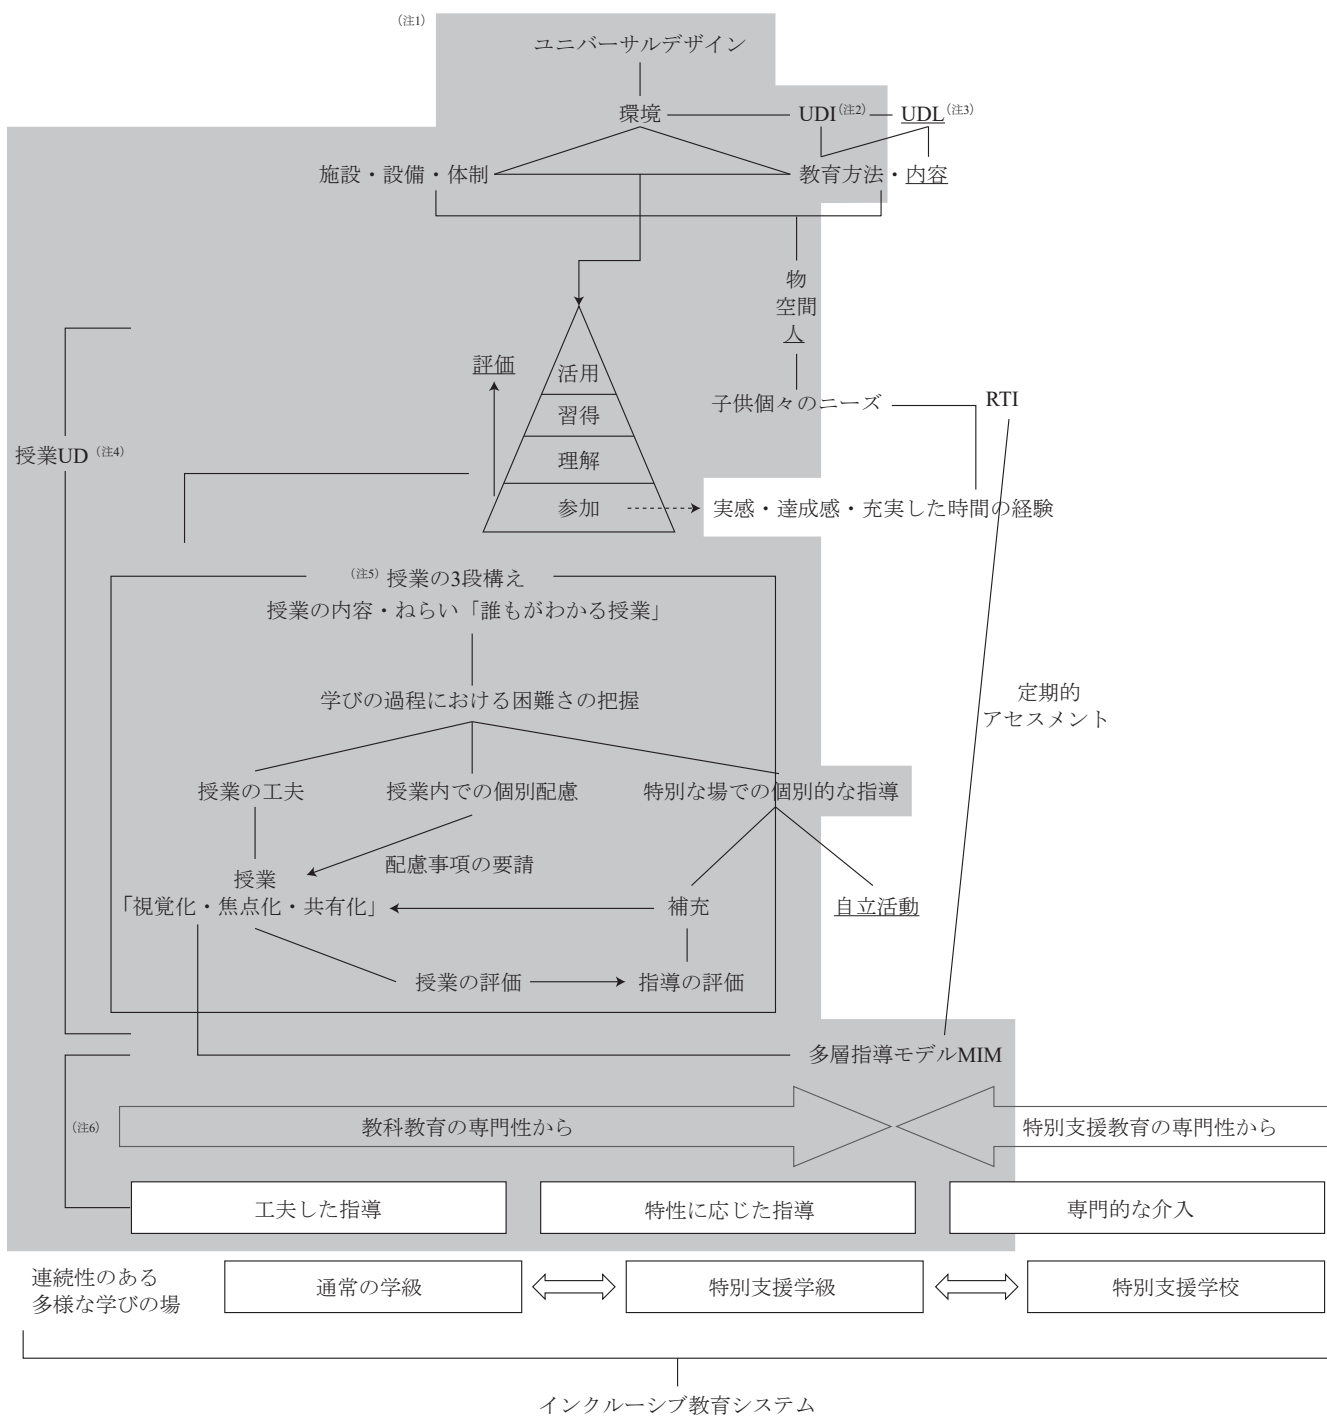 (注1)
ユニバーサルデザイン
環境
UDI(注2)
UDL(注3)
施設・設備・体制
教育方法・内容
物
空間
人
評価
活用
習得
理解
参加
子供個々のニーズ
RTI
授業UD(注4)
実感・達成感・充実した時間の経験
(注5) 授業の3段構え
授業の内容・ねらい「誰もがわかる授業」
学びの過程における困難さの把握
定期的
アセスメント
授業の工夫
授業内での個別配慮
特別な場での個別的な指導
配慮事項の要請
授業
「視覚化・焦点化・共有化」
補充
自立活動
授業の評価
指導の評価
多層指導モデルMIM
(注6)
教科教育の専門性から
特別支援教育の専門性から
工夫した指導
特性に応じた指導
専門的な介入
連続性のある
多様な学びの場
通常の学級
特別支援学級
特別支援学校
インクルーシブ教育システム